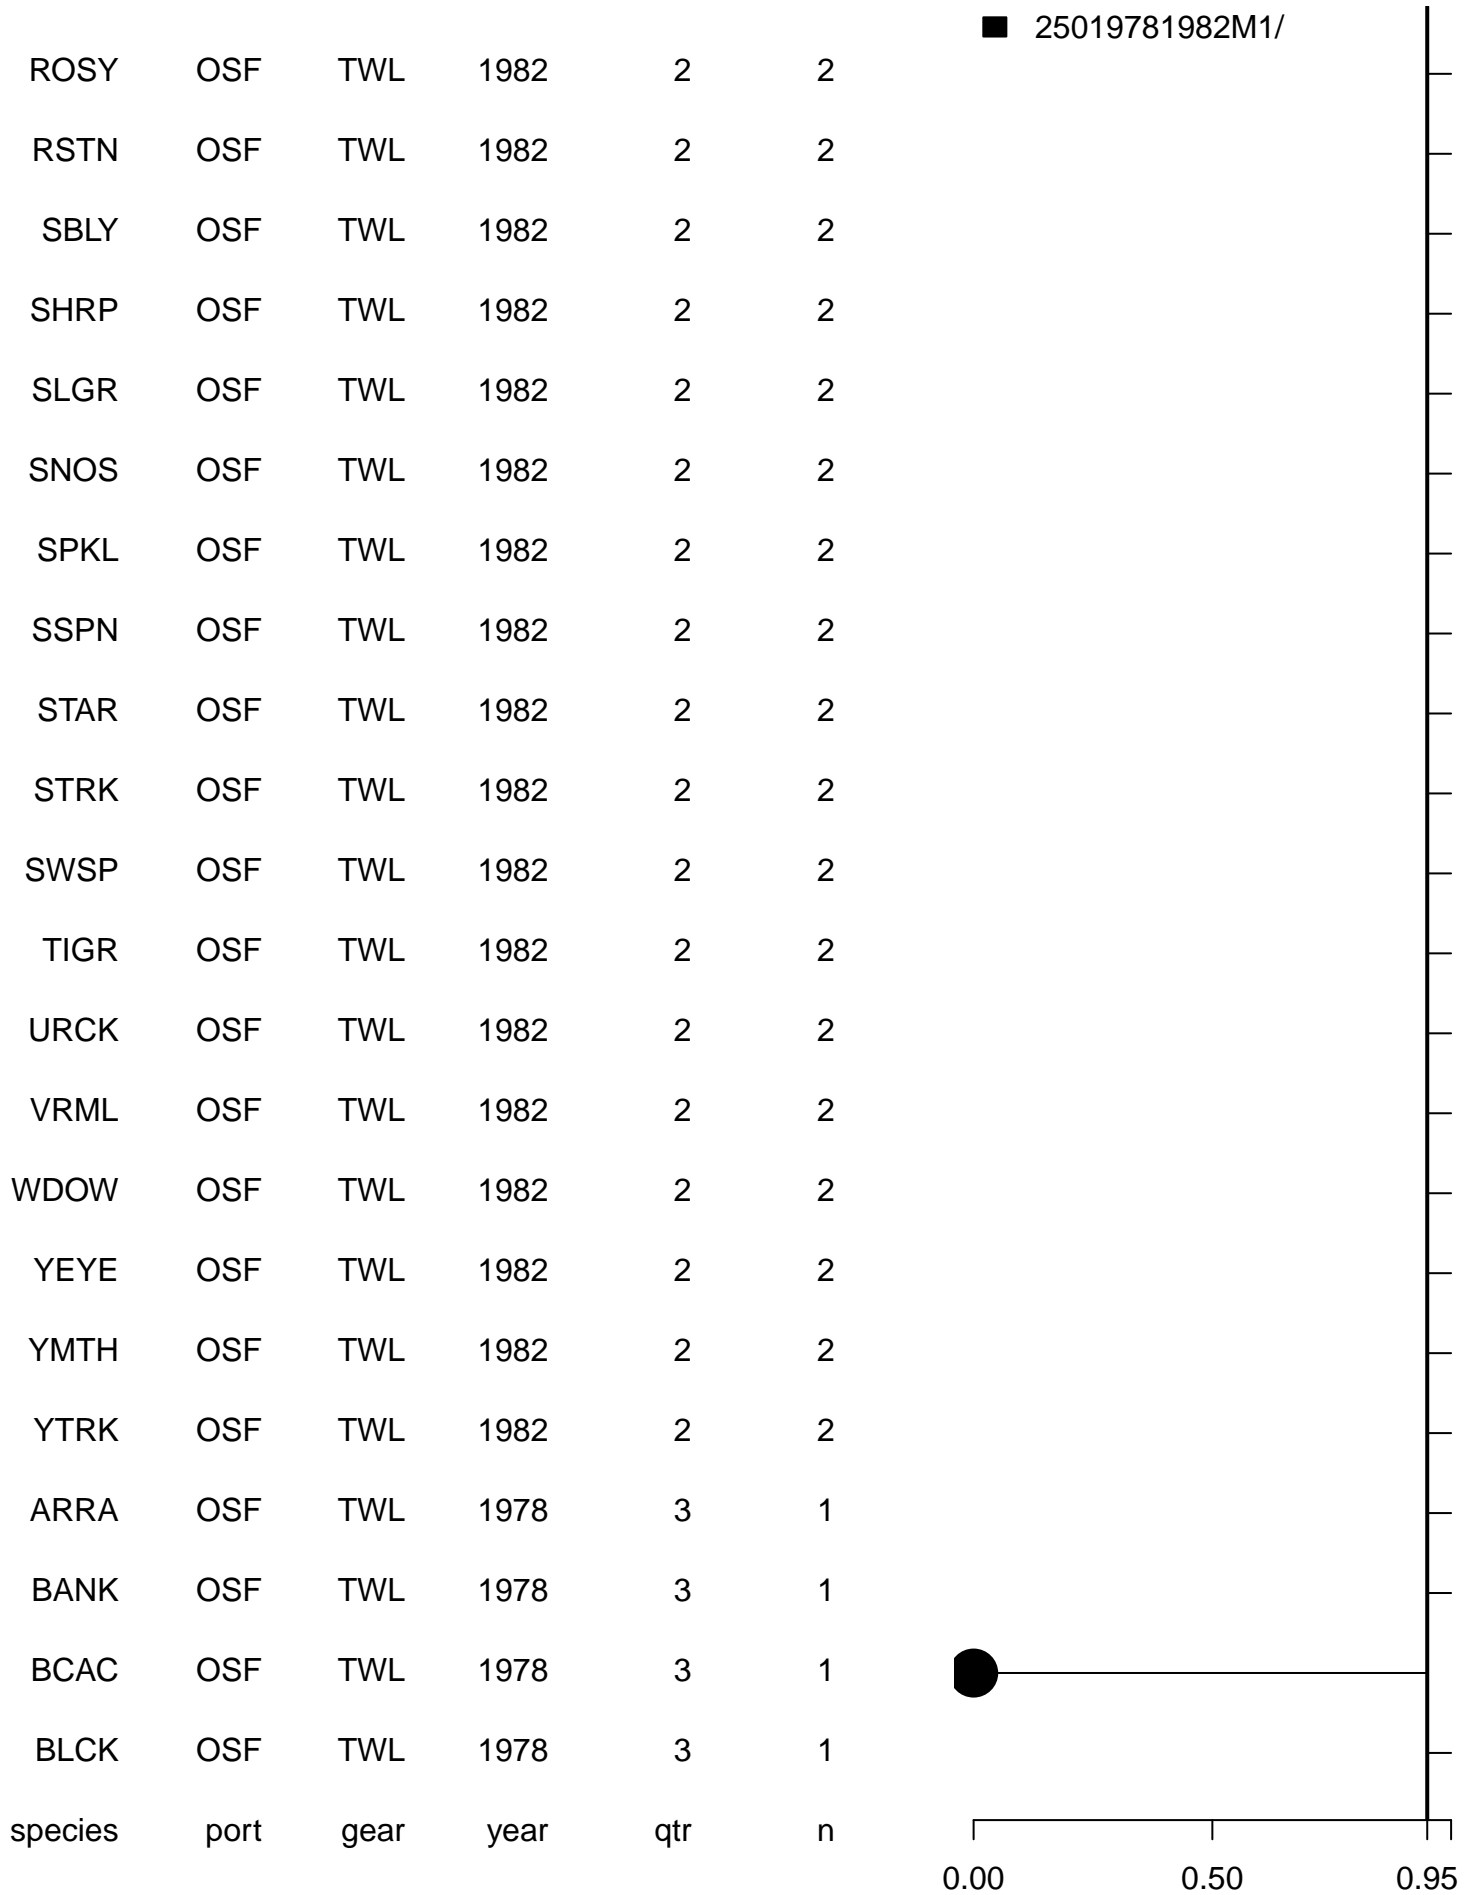 25019781982M1/
ROSY OSF TWL 1982 2 2
RSTN OSF TWL 1982 2 2
SBLY OSF TWL 1982 2 2
SHRP OSF TWL 1982 2 2
SLGR OSF TWL 1982 2 2
SNOS OSF TWL 1982 2 2
SPKL OSF TWL 1982 2 2
SSPN OSF TWL 1982 2 2
STAR OSF TWL 1982 2 2
STRK OSF TWL 1982 2 2
SWSP OSF TWL 1982 2 2
TIGR OSF TWL 1982 2 2
URCK OSF TWL 1982 2 2
VRML OSF TWL 1982 2 2
WDOW OSF TWL 1982 2 2
YEYE OSF TWL 1982 2 2
YMTH OSF TWL 1982 2 2
YTRK OSF TWL 1982 2 2
ARRA OSF TWL 1978 3 1
BANK OSF TWL 1978 3 1
BCAC OSF TWL 1978 3 1
BLCK OSF TWL 1978 3 1
species port gear year qtr n
0.00 0.50 0.95